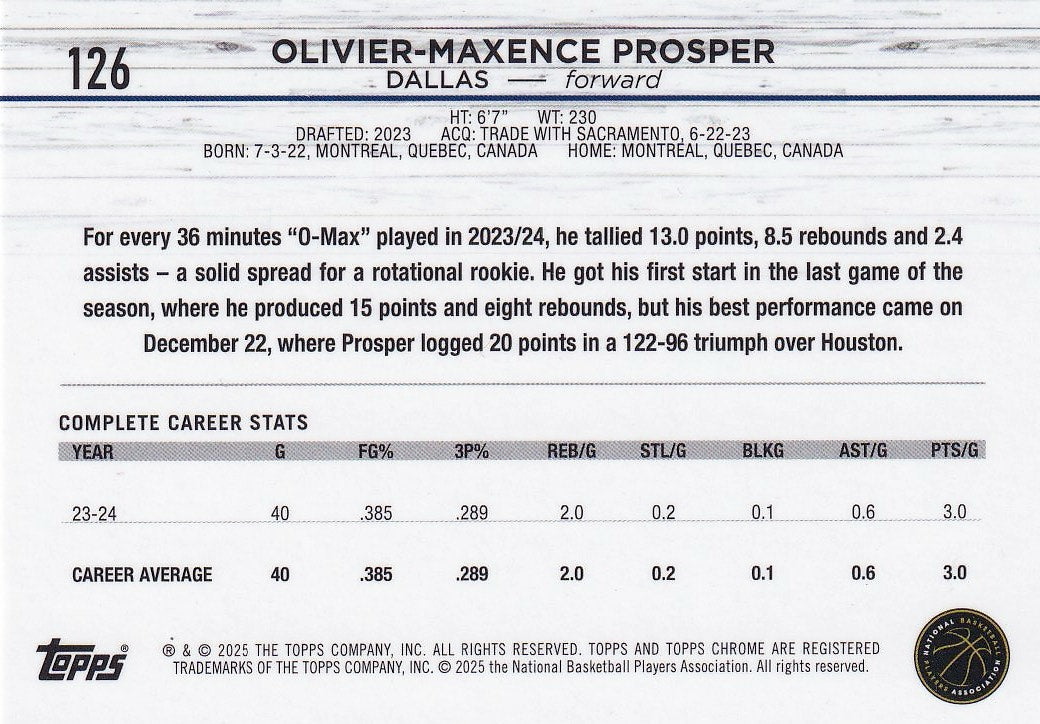 126
OLIVIER-MAXENCE PROSPER
DALLAS — forward
HT: 6'7" WT: 230
DRAFTED: 2023 ACQ: TRADE WITH SACRAMENTO, 6-22-23
BORN: 7-3-22, MONTREAL, QUEBEC, CANADA HOME: MONTREAL, QUEBEC, CANADA
For every 36 minutes “O-Max” played in 2023/24, he tallied 13.0 points, 8.5 rebounds and 2.4
assists – a solid spread for a rotational rookie. He got his first start in the last game of the
season, where he produced 15 points and eight rebounds, but his best performance came on
December 22, where Prosper logged 20 points in a 122-96 triumph over Houston.
COMPLETE CAREER STATS
YEAR G FG% 3P% REB/G STL/G BLKG AST/G PTS/G
23-24 40 .385 .289 2.0 0.2 0.1 0.6 3.0
CAREER AVERAGE 40 .385 .289 2.0 0.2 0.1 0.6 3.0
topps®
® & © 2025 THE TOPPS COMPANY, INC. ALL RIGHTS RESERVED. TOPPS AND TOPPS CHROME ARE REGISTERED
TRADEMARKS OF THE TOPPS COMPANY, INC. © 2025 the National Basketball Players Association. All rights reserved.
NATIONAL BASKETBALL
PLAYERS ASSOCIATION